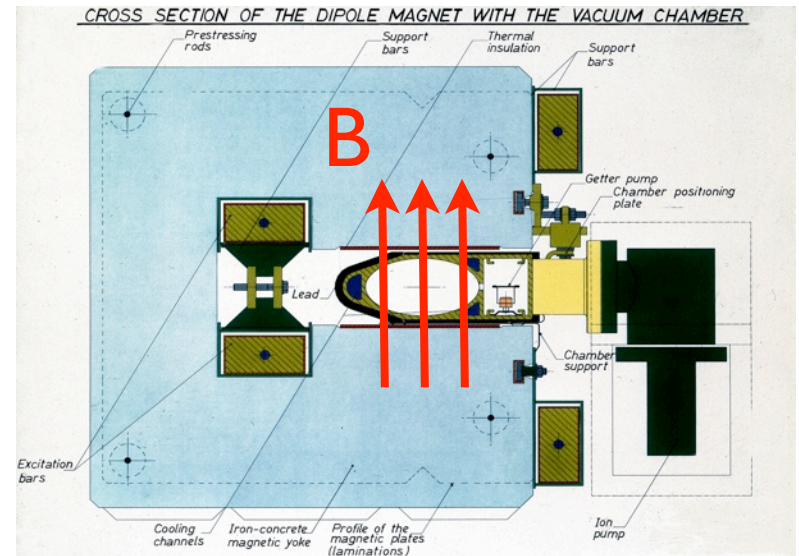 CROSS SECTION OF THE DIPOLE MAGNET WITH THE VACUUM CHAMBER
Prestressing
rods
Support
bars
Thermal
insulation
Support
bars
B
Getter pump
Chamber positioning
plate
Lead
Chamber
support
Excitation
bars
Cooling
channels
Iron-concrete
magnetic yoke
Profile of the
magnetic plates
(laminations)
Ion
pump